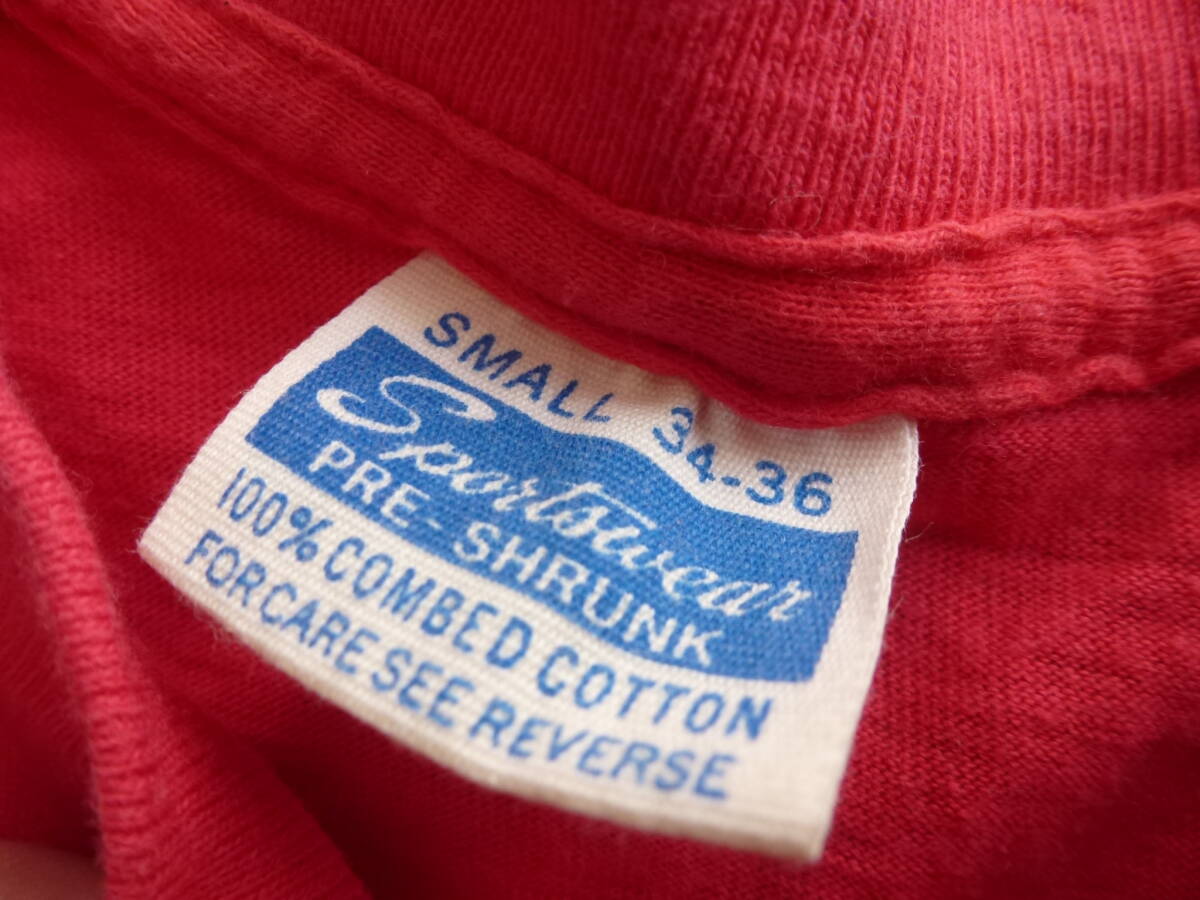 SMALL 34-36
Sportswear
PRE-SHRUNK
100% COMBED COTTON
FOR CARE SEE REVERSE